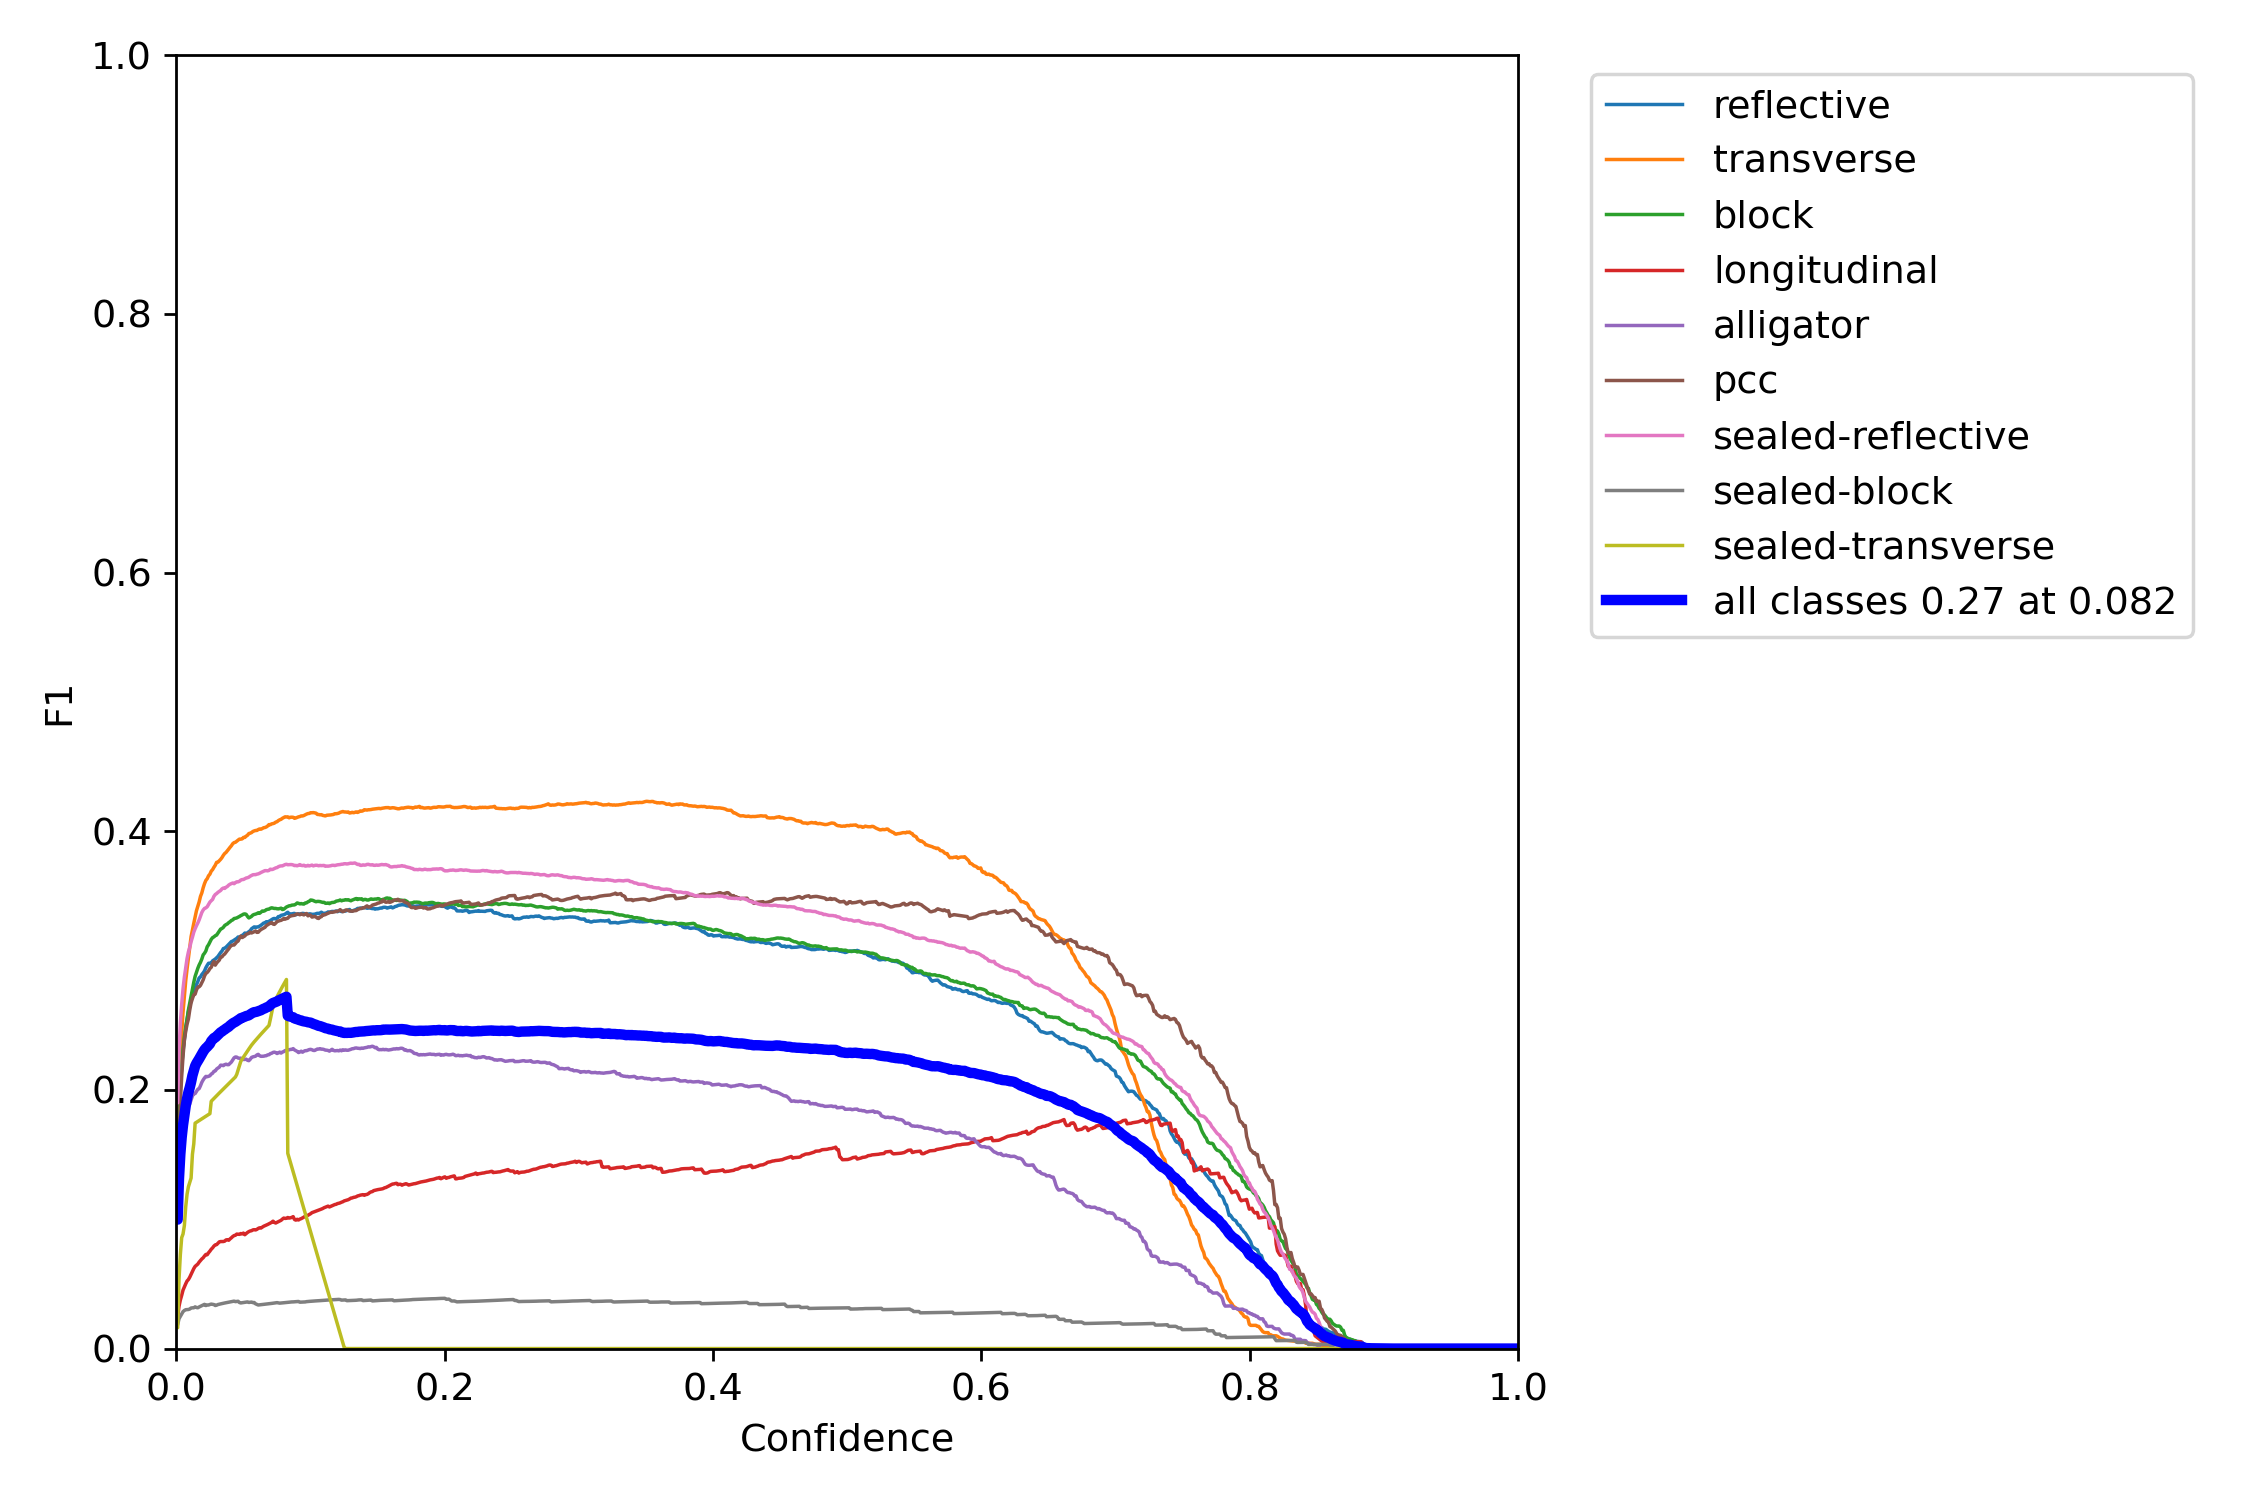 1.0
0.8
0.6
0.4
0.2
0.0
F1
0.0 0.2 0.4 0.6 0.8 1.0
Confidence
reflective
transverse
block
longitudinal
alligator
pcc
sealed-reflective
sealed-block
sealed-transverse
all classes 0.27 at 0.082